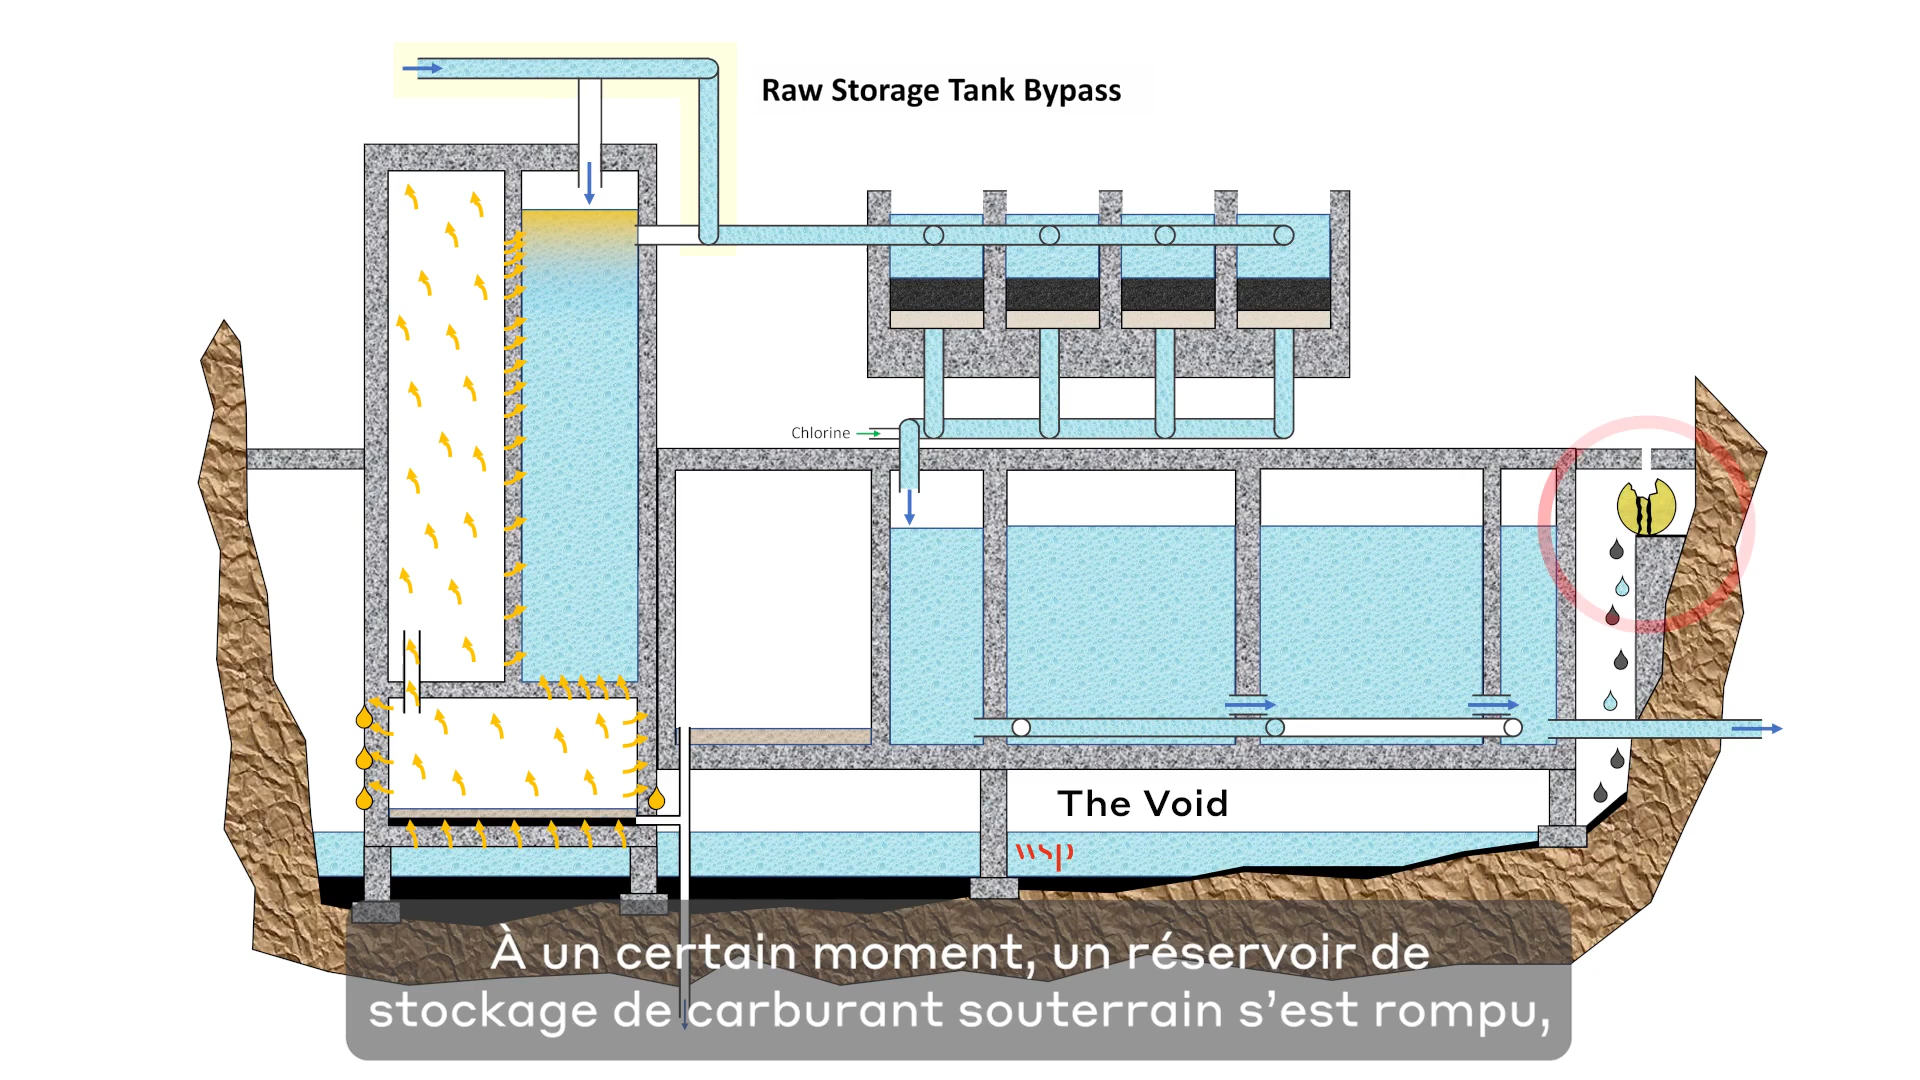 Raw Storage Tank Bypass
Chlorine
The Void
wsp
À un certain moment, un réservoir de
stockage de carburant souterrain s’est rompu,